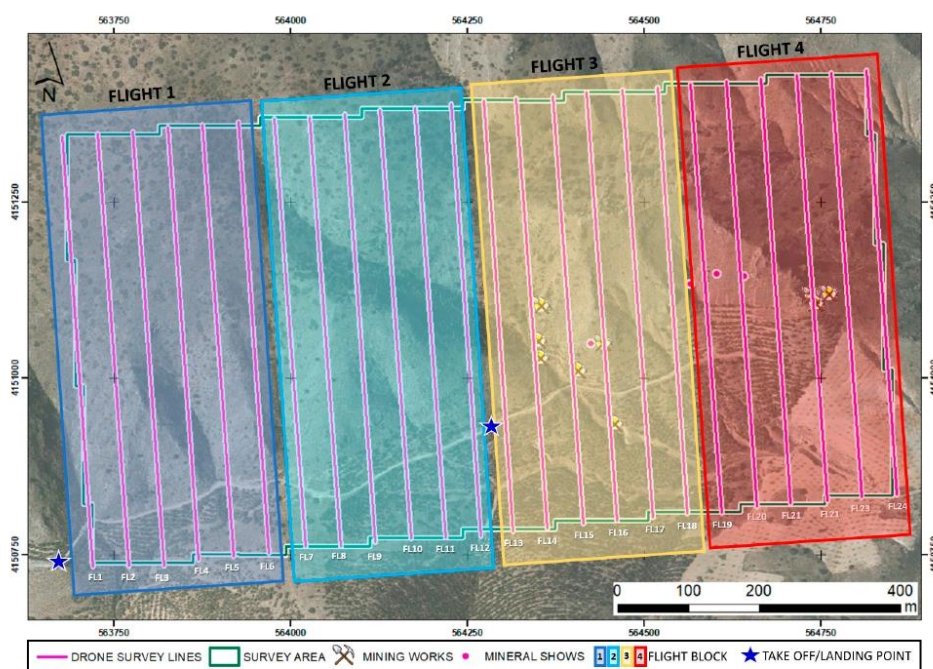 563750 564000 564250 564500 564750
N
FLIGHT 1 FLIGHT 2 FLIGHT 3 FLIGHT 4
4151250 4151250
4151000 4151000
4150750 4150750
FL1 FL2 FL3 FL4 FL5 FL6 FL7 FL8 FL9 FL10 FL11 FL12 FL13 FL14 FL15 FL16 FL17 FL18 FL19 FL20 FL21 FL23 FL24
0 100 200 400
m
563750 564000 564250 564500 564750
DRONE SURVEY LINES SURVEY AREA MINING WORKS MINERAL SHOWS 1 2 3 4 FLIGHT BLOCK TAKE OFF/LANDING POINT